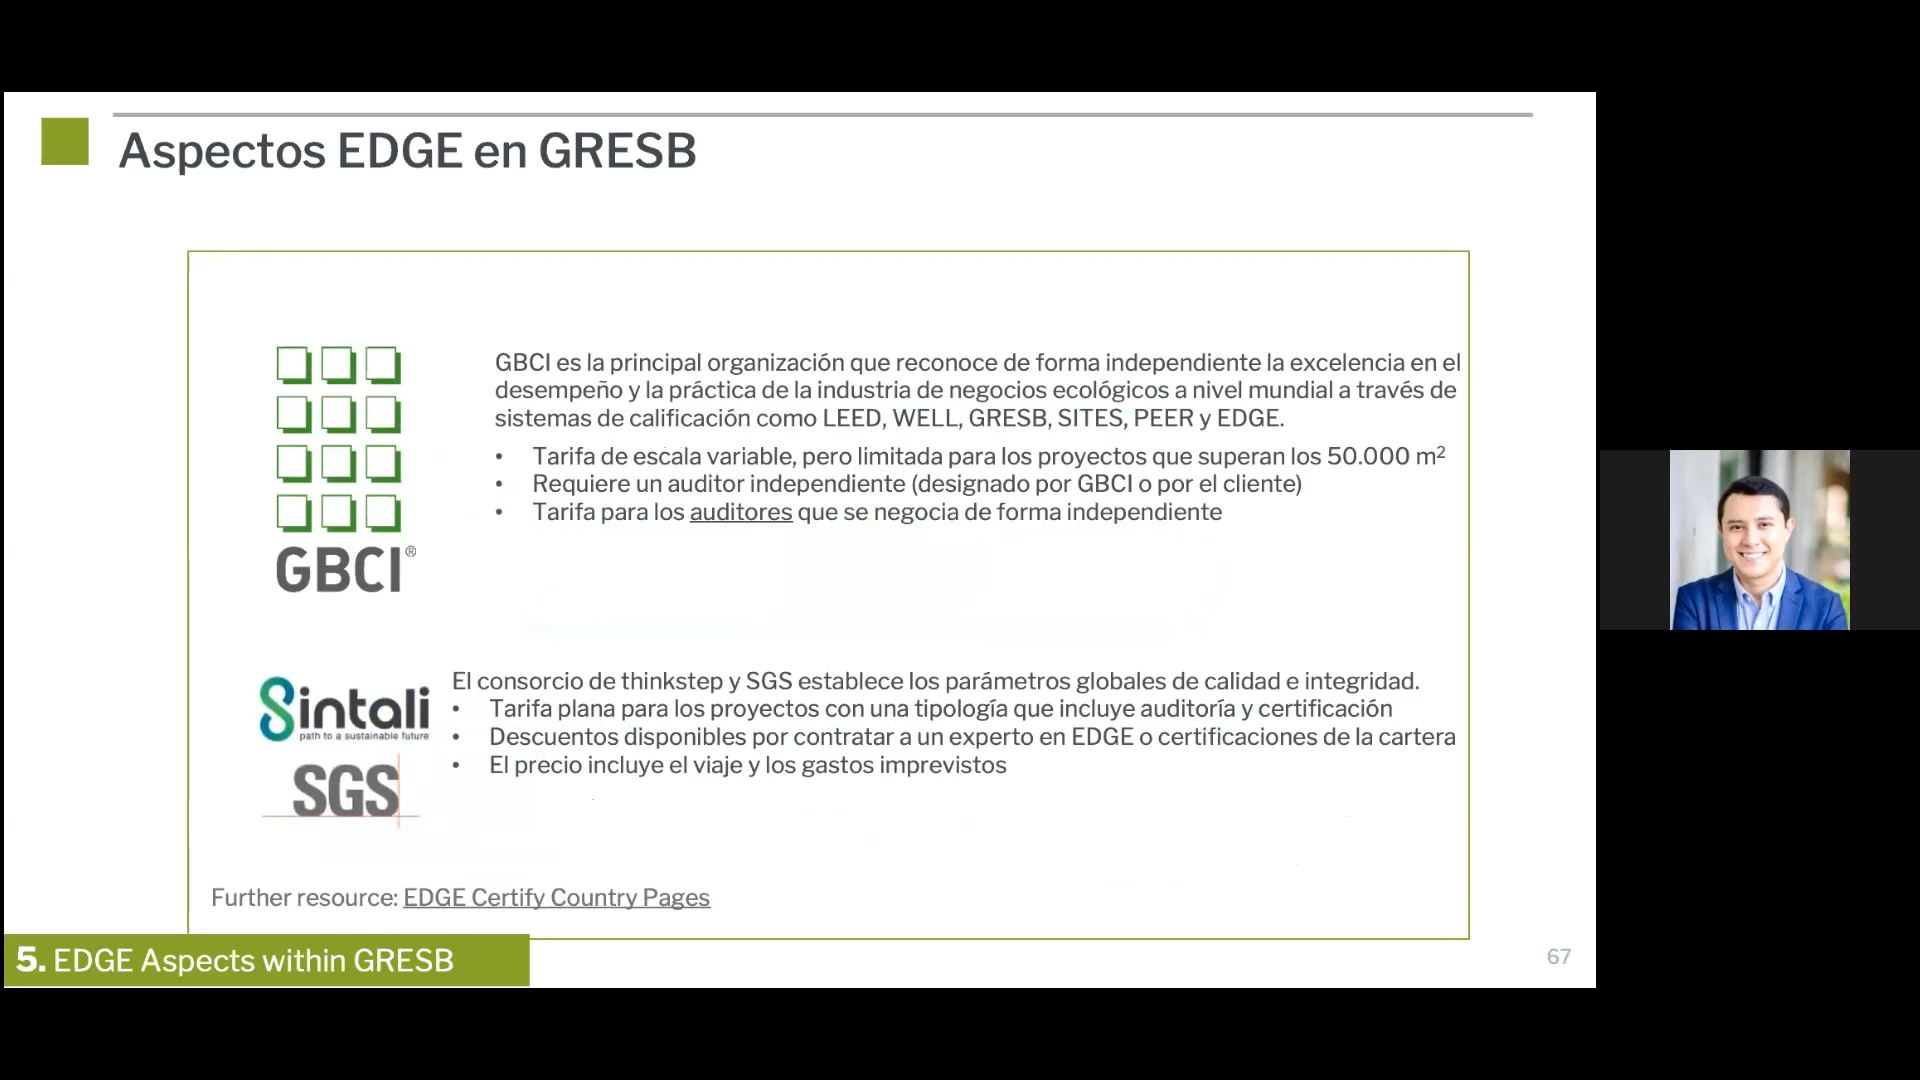 Aspectos EDGE en GRESB
GBCI®
GBCI es la principal organización que reconoce de forma independiente la excelencia en el
desempeño y la práctica de la industria de negocios ecológicos a nivel mundial a través de
sistemas de calificación como LEED, WELL, GRESB, SITES, PEER y EDGE.
• Tarifa de escala variable, pero limitada para los proyectos que superan los 50.000 m²
• Requiere un auditor independiente (designado por GBCI o por el cliente)
• Tarifa para los auditores que se negocia de forma independiente
Sintali
path to a sustainable future
SGS
El consorcio de thinkstep y SGS establece los parámetros globales de calidad e integridad.
• Tarifa plana para los proyectos con una tipología que incluye auditoría y certificación
• Descuentos disponibles por contratar a un experto en EDGE o certificaciones de la cartera
• El precio incluye el viaje y los gastos imprevistos
Further resource: EDGE Certify Country Pages
5. EDGE Aspects within GRESB
67